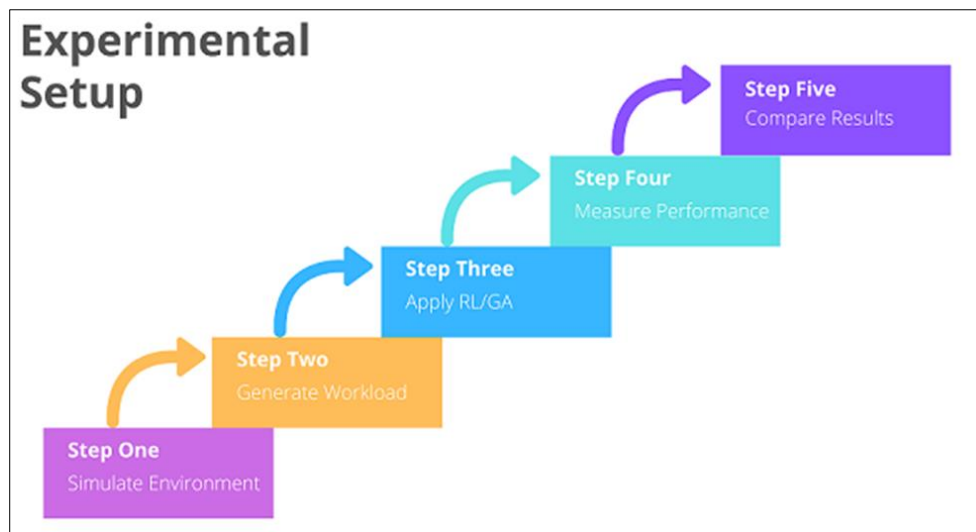 Experimental
Setup
Step One
Simulate Environment
Step Two
Generate Workload
Step Three
Apply RL/GA
Step Four
Measure Performance
Step Five
Compare Results